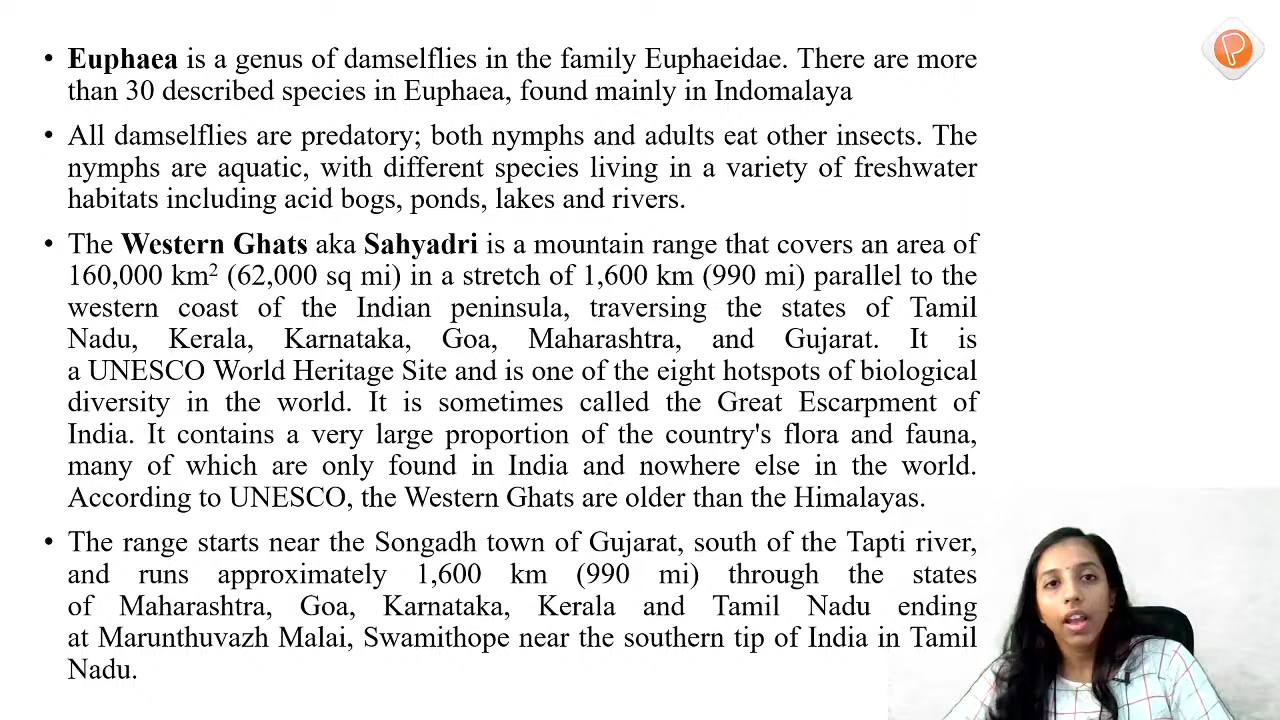 • Euphaea is a genus of damselflies in the family Euphaeidae. There are more
than 30 described species in Euphaea, found mainly in Indomalaya
• All damselflies are predatory; both nymphs and adults eat other insects. The
nymphs are aquatic, with different species living in a variety of freshwater
habitats including acid bogs, ponds, lakes and rivers.
• The Western Ghats aka Sahyadri is a mountain range that covers an area of
160,000 km² (62,000 sq mi) in a stretch of 1,600 km (990 mi) parallel to the
western coast of the Indian peninsula, traversing the states of Tamil
Nadu, Kerala, Karnataka, Goa, Maharashtra, and Gujarat. It is
a UNESCO World Heritage Site and is one of the eight hotspots of biological
diversity in the world. It is sometimes called the Great Escarpment of
India. It contains a very large proportion of the country's flora and fauna,
many of which are only found in India and nowhere else in the world.
According to UNESCO, the Western Ghats are older than the Himalayas.
• The range starts near the Songadh town of Gujarat, south of the Tapti river,
and runs approximately 1,600 km (990 mi) through the states
of Maharashtra, Goa, Karnataka, Kerala and Tamil Nadu ending
at Marunthuvazh Malai, Swamithope near the southern tip of India in Tamil
Nadu.
P